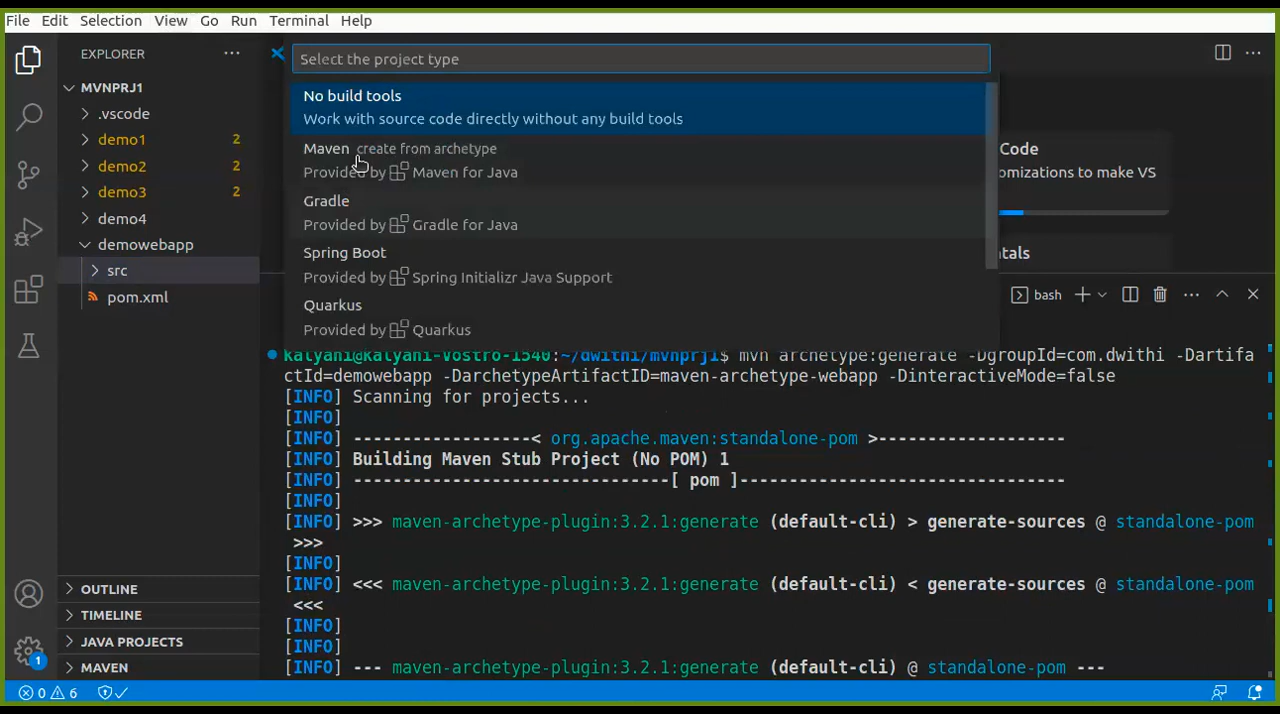 File Edit Selection View Go Run Terminal Help
EXPLORER
MVNPRJ1
.vscode
demo1 2
demo2 2
demo3 2
demo4
demowebapp
src
pom.xml
OUTLINE
TIMELINE
JAVA PROJECTS
MAVEN
Select the project type
No build tools
Work with source code directly without any build tools
Maven create from archetype
Provided by Maven for Java
Gradle
Provided by Gradle for Java
Spring Boot
Provided by Spring Initializr Java Support
Quarkus
Provided by Quarkus
Code
omizations to make VS
tals
bash
kalyani@kalyani-Vostro-1540:~/dwithi/mvnprj1$ mvn archetype:generate -DgroupId=com.dwithi -Dartifa
ctId=demowebapp -DarchetypeArtifactID=maven-archetype-webapp -DinteractiveMode=false
[INFO] Scanning for projects...
[INFO]
[INFO] ------------------< org.apache.maven:standalone-pom >-------------------
[INFO] Building Maven Stub Project (No POM) 1
[INFO] --------------------------------[ pom ]---------------------------------
[INFO]
[INFO] >>> maven-archetype-plugin:3.2.1:generate (default-cli) > generate-sources @ standalone-pom
>>>
[INFO]
[INFO] <<< maven-archetype-plugin:3.2.1:generate (default-cli) < generate-sources @ standalone-pom
<<<
[INFO]
[INFO]
[INFO] --- maven-archetype-plugin:3.2.1:generate (default-cli) @ standalone-pom ---
1
0 6